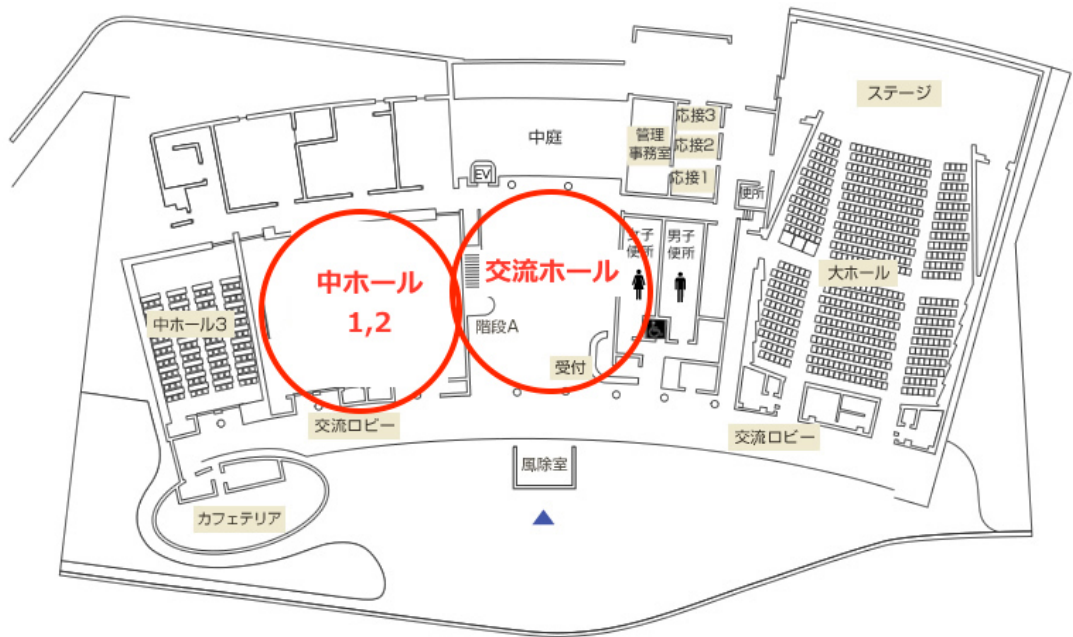 ステージ
応接3
管理
事務室
応接2
中庭
EV
応接1
便所
女子
便所
男子
便所
中ホール
1,2
交流ホール
大ホール
中ホール3
階段A
受付
交流ロビー
交流ロビー
風除室
カフェテリア